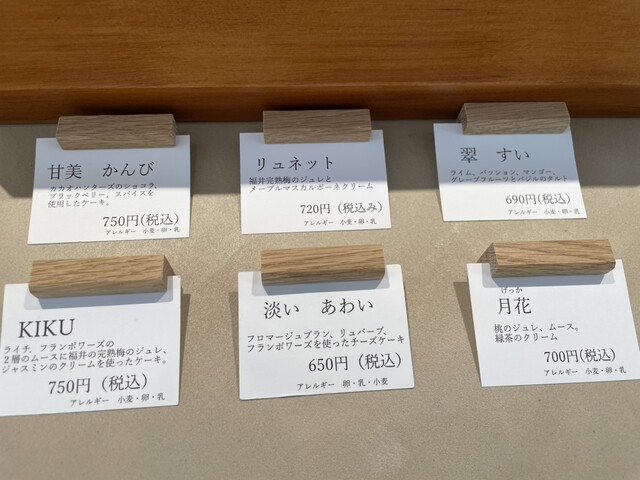 甘美　かんび
カカオハンターズのショコラ、
ブラックベリー、スパイスを
使用したケーキ。
750円(税込)
アレルギー　小麦・卵・乳
リュネット
福井完熟梅のジュレと
メープルマスカルポーネクリーム
720円（税込み）
アレルギー　小麦・卵・乳
翠　すい
ライム、パッション、マンゴー、
グレープフルーツとバジルのタルト
690円(税込)
アレルギー　小麦・卵・乳
KIKU
ライチ、フランボワーズの
２層のムースに福井の完熟梅のジュレ、
ジャスミンのクリームを使ったケーキ。
750円（税込）
アレルギー　小麦・卵・乳
淡い　あわい
フロマージュブラン、リュバーブ、
フランボワーズを使ったチーズケーキ
650円（税込）
アレルギー　卵・乳・小麦
げっか
月花
桃のジュレ、ムース。
緑茶のクリーム
700円(税込)
アレルギー　小麦・卵・乳